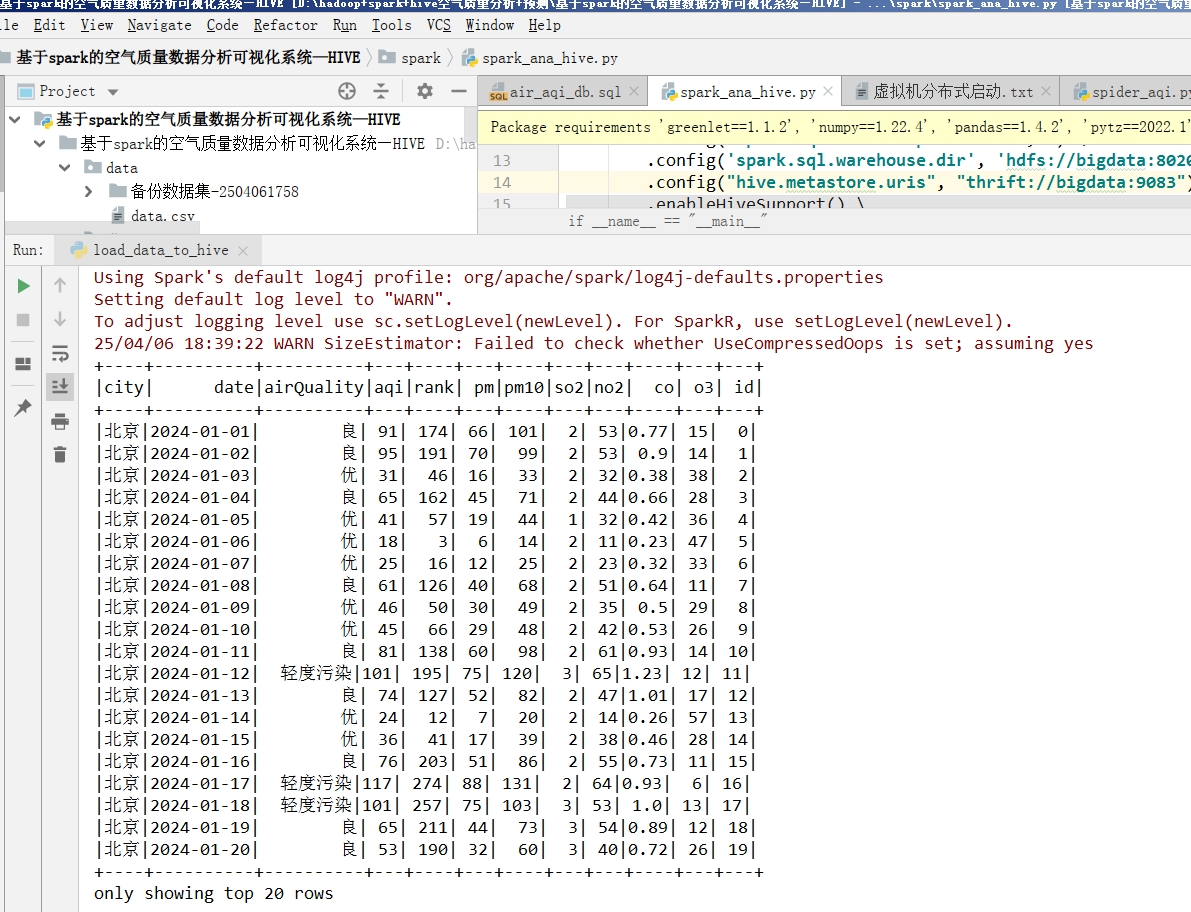 基于spark的空气质量数据分析可视化系统—HIVE [D:\hadoop+spark+hive空气质量分析+预测\基于spark的空气质量数据分析可视化系统—HIVE] - ...\spark\spark_ana_hive.py [基于spark的空气质
le Edit View Navigate Code Refactor Run Tools VCS Window Help
基于spark的空气质量数据分析可视化系统—HIVE spark spark_ana_hive.py
Project
air_aqi_db.sql spark_ana_hive.py 虚拟机分布式启动.txt spider_aqi.py
基于spark的空气质量数据分析可视化系统—HIVE
基于spark的空气质量数据分析可视化系统—HIVE D:\ha
data
备份数据集-2504061758
data.csv
Package requirements 'greenlet==1.1.2', 'numpy==1.22.4', 'pandas==1.4.2', 'pytz==2022.1'
13 .config('spark.sql.warehouse.dir', 'hdfs://bigdata:8020
14 .config("hive.metastore.uris", "thrift://bigdata:9083")
15 .enableHiveSupport() \
if __name__ == "__main__"
Run: load_data_to_hive
Using Spark's default log4j profile: org/apache/spark/log4j-defaults.properties
Setting default log level to "WARN".
To adjust logging level use sc.setLogLevel(newLevel). For SparkR, use setLogLevel(newLevel).
25/04/06 18:39:22 WARN SizeEstimator: Failed to check whether UseCompressedOops is set; assuming yes
+----+----------+----------+---+----+---+----+---+---+----+---+---+
|city|      date|airQuality|aqi|rank| pm|pm10|so2|no2|  co| o3| id|
+----+----------+----------+---+----+---+----+---+---+----+---+---+
|北京|2024-01-01|        良| 91| 174| 66| 101|  2| 53|0.77| 15|  0|
|北京|2024-01-02|        良| 95| 191| 70|  99|  2| 53| 0.9| 14|  1|
|北京|2024-01-03|        优| 31|  46| 16|  33|  2| 32|0.38| 38|  2|
|北京|2024-01-04|        良| 65| 162| 45|  71|  2| 44|0.66| 28|  3|
|北京|2024-01-05|        优| 41|  57| 19|  44|  1| 32|0.42| 36|  4|
|北京|2024-01-06|        优| 18|   3|  6|  14|  2| 11|0.23| 47|  5|
|北京|2024-01-07|        优| 25|  16| 12|  25|  2| 23|0.32| 33|  6|
|北京|2024-01-08|        良| 61| 126| 40|  68|  2| 51|0.64| 11|  7|
|北京|2024-01-09|        优| 46|  50| 30|  49|  2| 35| 0.5| 29|  8|
|北京|2024-01-10|        优| 45|  66| 29|  48|  2| 42|0.53| 26|  9|
|北京|2024-01-11|        良| 81| 138| 60|  98|  2| 61|0.93| 14| 10|
|北京|2024-01-12|  轻度污染|101| 195| 75| 120|  3| 65|1.23| 12| 11|
|北京|2024-01-13|        良| 74| 127| 52|  82|  2| 47|1.01| 17| 12|
|北京|2024-01-14|        优| 24|  12|  7|  20|  2| 14|0.26| 57| 13|
|北京|2024-01-15|        优| 36|  41| 17|  39|  2| 38|0.46| 28| 14|
|北京|2024-01-16|        良| 76| 203| 51|  86|  2| 55|0.73| 11| 15|
|北京|2024-01-17|  轻度污染|117| 274| 88| 131|  2| 64|0.93|  6| 16|
|北京|2024-01-18|  轻度污染|101| 257| 75| 103|  3| 53| 1.0| 13| 17|
|北京|2024-01-19|        良| 65| 211| 44|  73|  3| 54|0.89| 12| 18|
|北京|2024-01-20|        良| 53| 190| 32|  60|  3| 40|0.72| 26| 19|
+----+----------+----------+---+----+---+----+---+---+----+---+---+
only showing top 20 rows